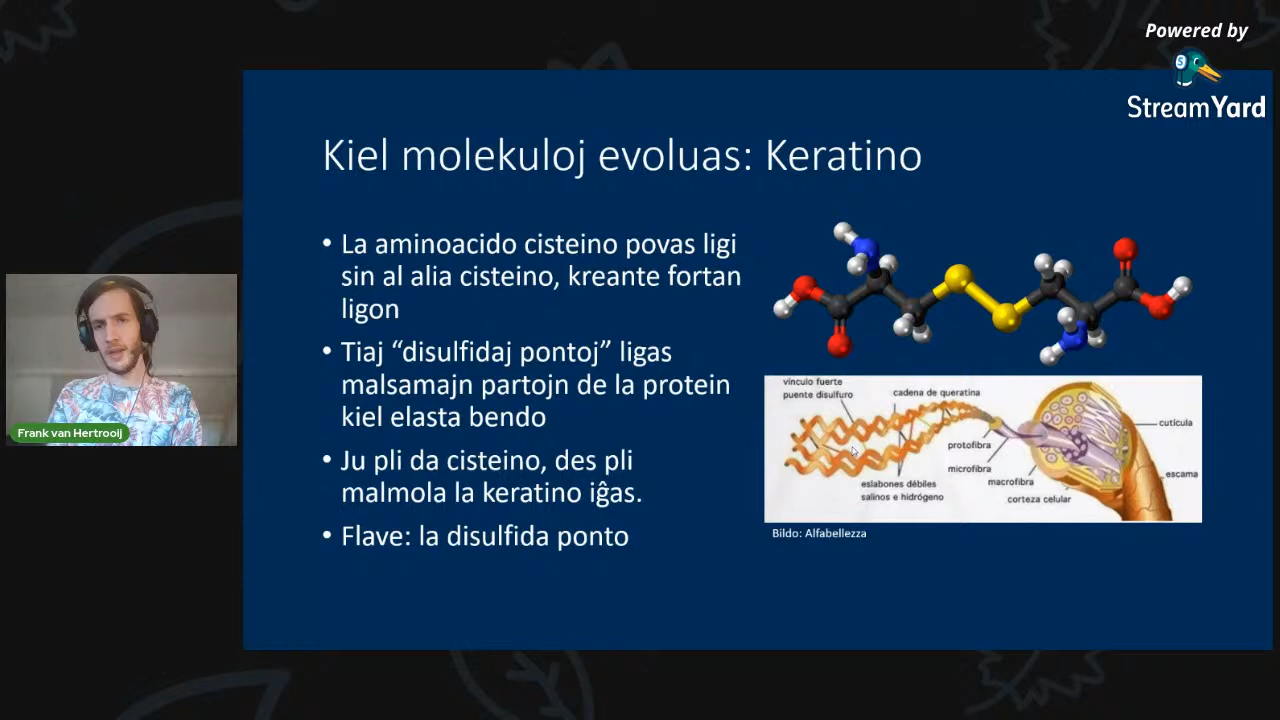 Powered by
StreamYard
Kiel molekuloj evoluas: Keratino
• La aminoacido cisteino povas ligi
sin al alia cisteino, kreante fortan
ligon
• Tiaj “disulfidaj pontoj” ligas
malsamajn partojn de la protein
kiel elasta bendo
• Ju pli da cisteino, des pli
malmola la keratino iĝas.
• Flave: la disulfida ponto
vínculo fuerte
puente disulfuro
cadena de queratina
protofibra
microfibra
macrofibra
corteza celular
eslabones débiles
salinos e hidrógeno
cutícula
escama
Bildo: Alfabellezza
Frank van Hertrooij